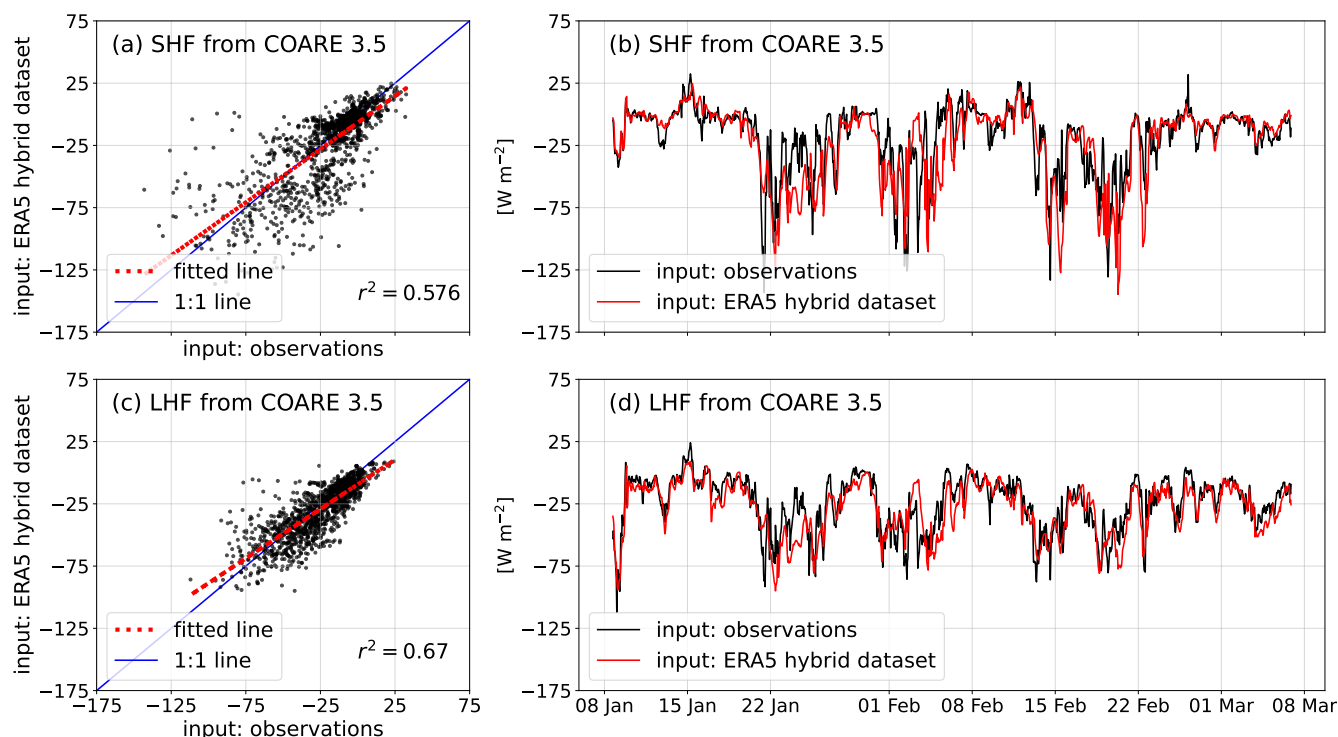 (a) SHF from COARE 3.5
input: ERA5 hybrid dataset
75
25
−25
−75
−125
−175
fitted line
1:1 line
r² = 0.576
input: observations
(b) SHF from COARE 3.5
[W m⁻²]
75
25
−25
−75
−125
−175
input: observations
input: ERA5 hybrid dataset
(c) LHF from COARE 3.5
input: ERA5 hybrid dataset
75
25
−25
−75
−125
−175
fitted line
1:1 line
r² = 0.67
−175 −125 −75 −25 25 75
input: observations
(d) LHF from COARE 3.5
[W m⁻²]
75
25
−25
−75
−125
−175
input: observations
input: ERA5 hybrid dataset
08 Jan 15 Jan 22 Jan 01 Feb 08 Feb 15 Feb 22 Feb 01 Mar 08 Mar